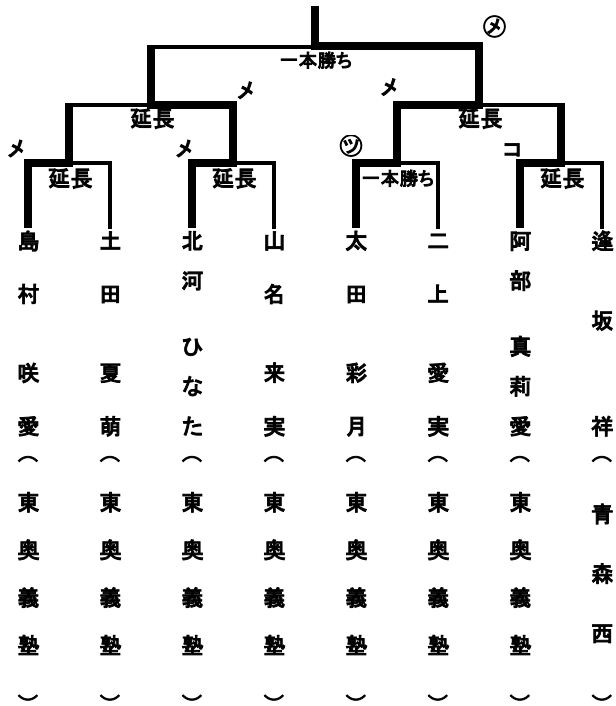 ㋱
一本勝ち
メ
メ
延長
延長
メ
メ
㋡
コ
延長
延長
一本勝ち
延長
島村 咲愛(東奥義塾)
土田 夏萌(東奥義塾)
北河 ひなた(東奥義塾)
山名 来実(東奥義塾)
太田 彩月(東奥義塾)
二上 愛実(東奥義塾)
阿部 真莉愛(東奥義塾)
逢坂 祥(青森西)